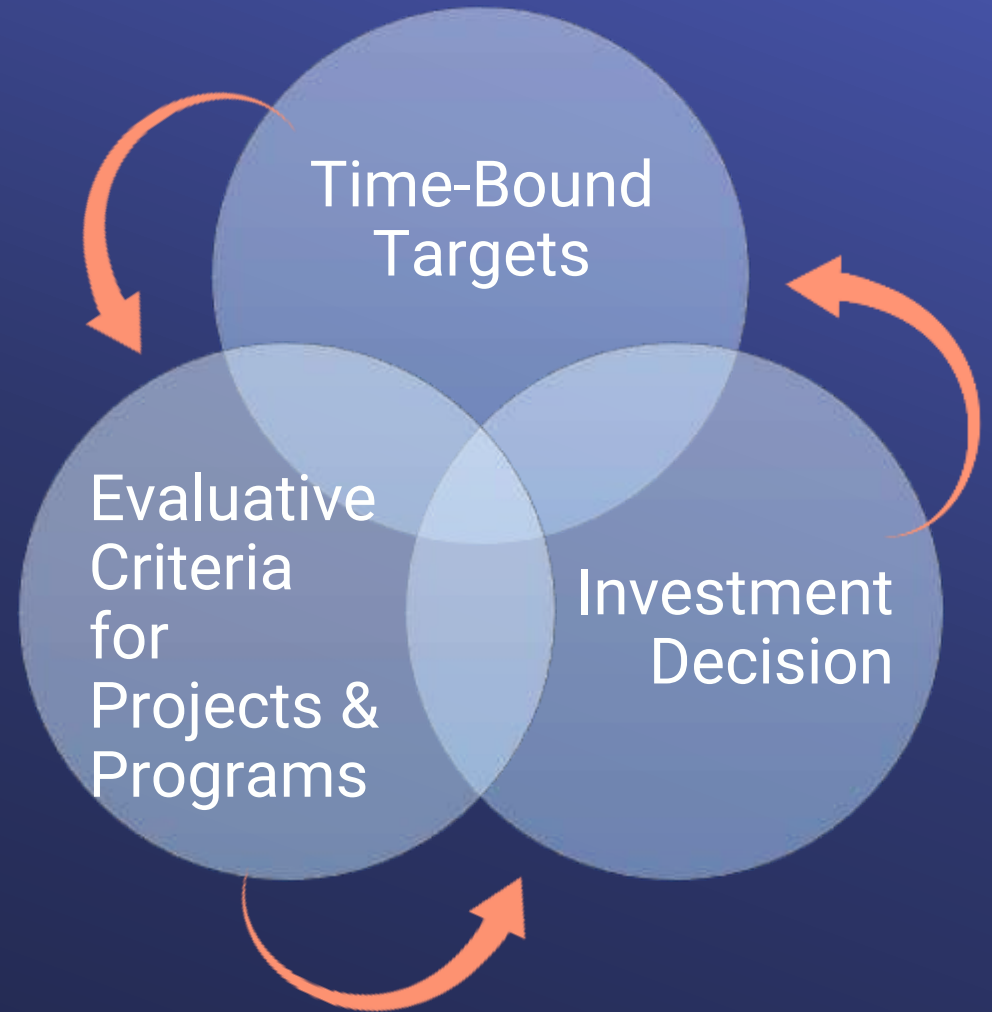 Time-Bound
Targets
Evaluative
Criteria
for
Projects &
Programs
Investment
Decision